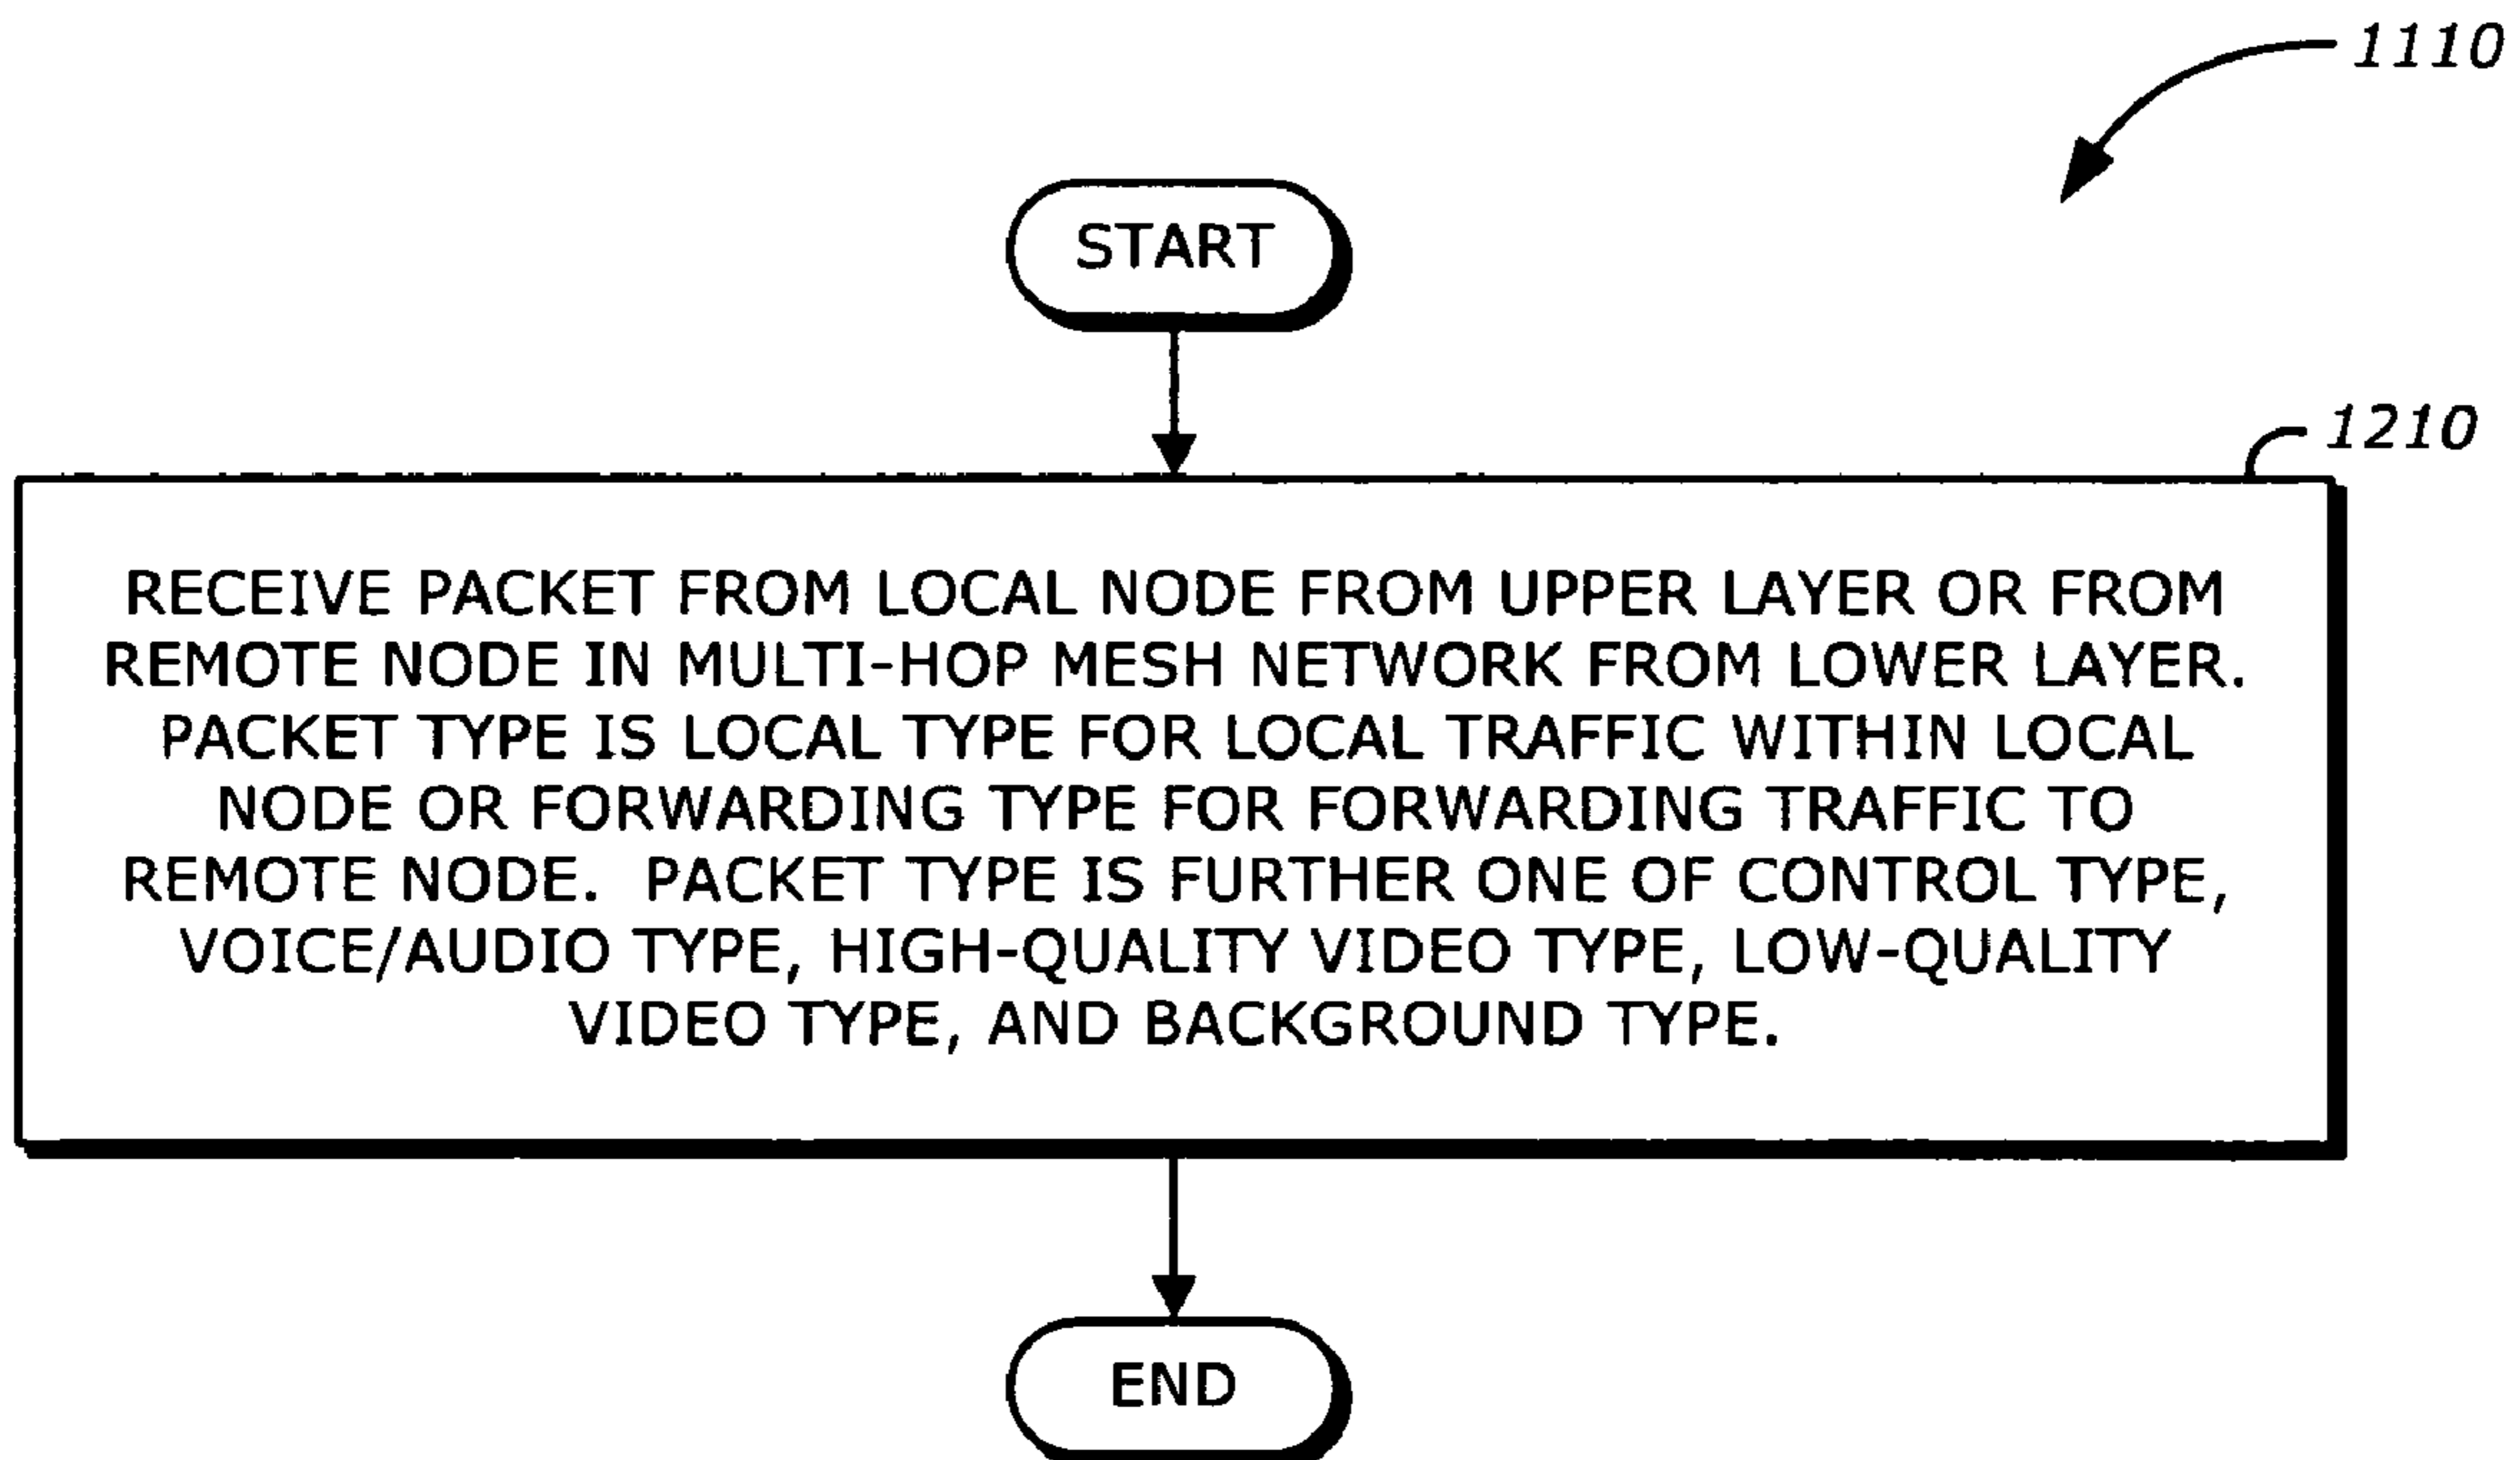 1110
START
1210
RECEIVE PACKET FROM LOCAL NODE FROM UPPER LAYER OR FROM
REMOTE NODE IN MULTI-HOP MESH NETWORK FROM LOWER LAYER.
PACKET TYPE IS LOCAL TYPE FOR LOCAL TRAFFIC WITHIN LOCAL
NODE OR FORWARDING TYPE FOR FORWARDING TRAFFIC TO
REMOTE NODE. PACKET TYPE IS FURTHER ONE OF CONTROL TYPE,
VOICE/AUDIO TYPE, HIGH-QUALITY VIDEO TYPE, LOW-QUALITY
VIDEO TYPE, AND BACKGROUND TYPE.
END